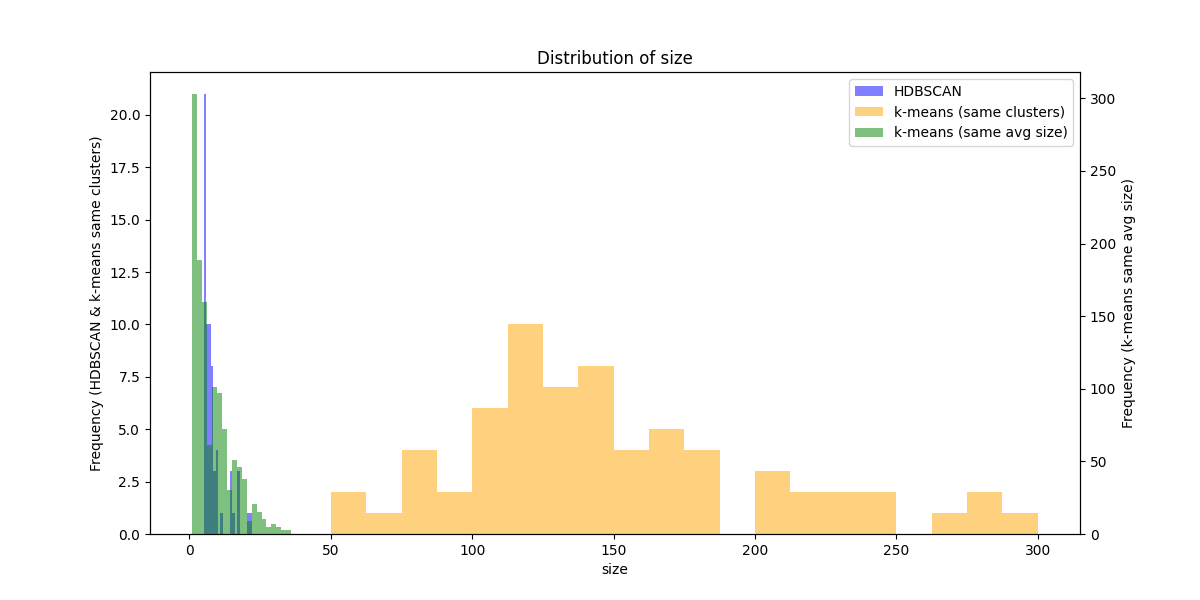 Distribution of size
HDBSCAN
k-means (same clusters)
k-means (same avg size)
Frequency (HDBSCAN & k-means same clusters)
20.0
17.5
15.0
12.5
10.0
7.5
5.0
2.5
0.0
300
250
200
150
100
50
0
Frequency (k-means same avg size)
0 50 100 150 200 250 300
size